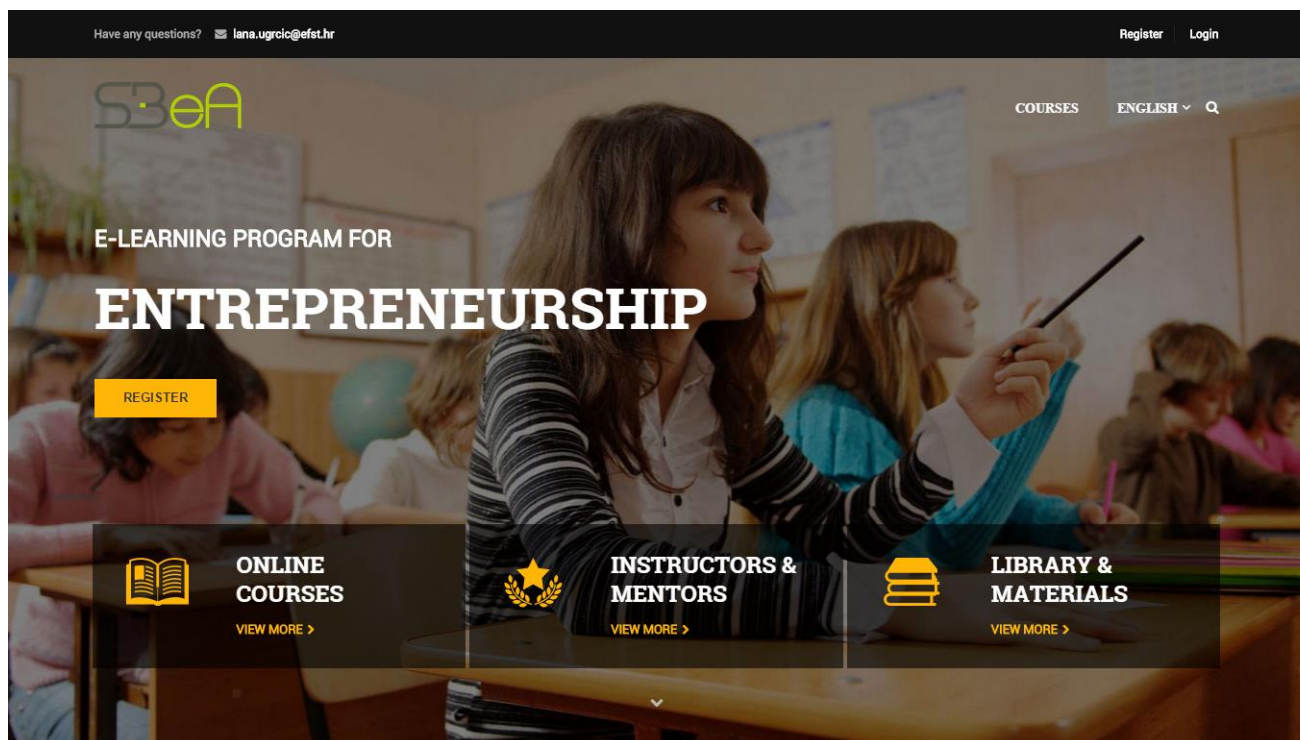 Have any questions? lana.ugrcic@efst.hr Register Login
SBeA
COURSES ENGLISH
E-LEARNING PROGRAM FOR
ENTREPRENEURSHIP
REGISTER
ONLINE
COURSES
VIEW MORE >
INSTRUCTORS &
MENTORS
VIEW MORE >
LIBRARY &
MATERIALS
VIEW MORE >